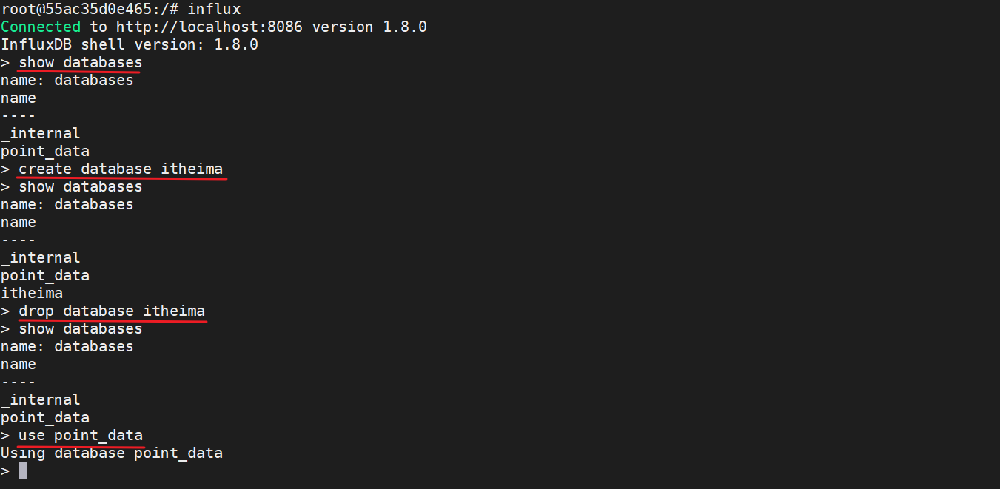 root@55ac35d0e465:/# influx
Connected to http://localhost:8086 version 1.8.0
InfluxDB shell version: 1.8.0
> show databases
name: databases
name
----
_internal
point_data
> create database itheima
> show databases
name: databases
name
----
_internal
point_data
itheima
> drop database itheima
> show databases
name: databases
name
----
_internal
point_data
> use point_data
Using database point_data
>